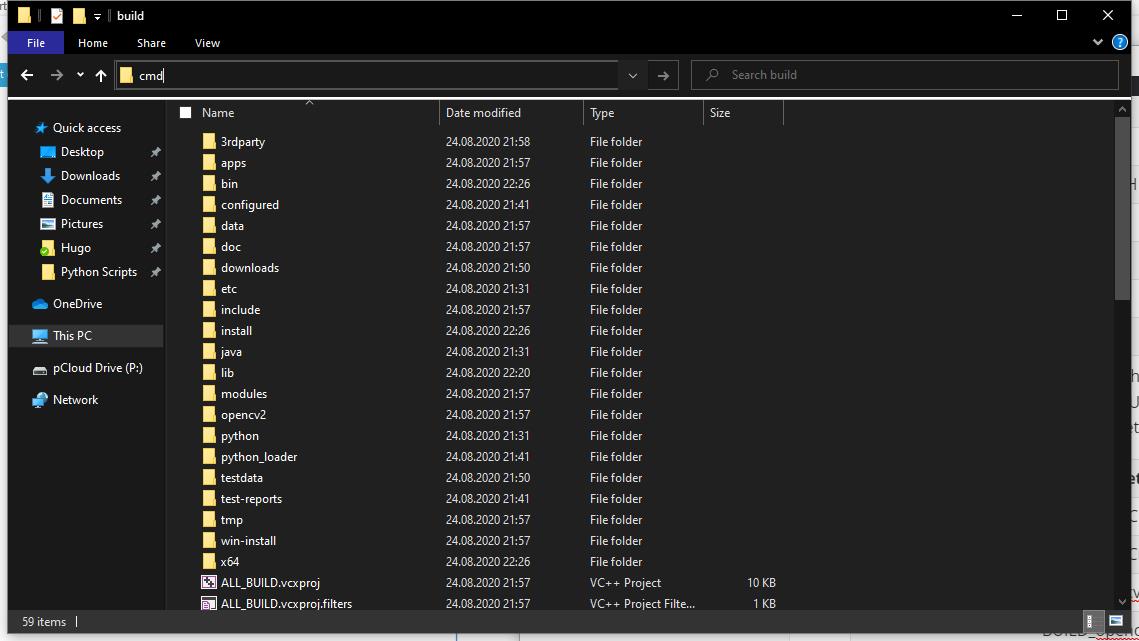 build
File Home Share View
cmd
Search build
Name Date modified Type Size
Quick access
Desktop
Downloads
Documents
Pictures
Hugo
Python Scripts
OneDrive
This PC
pCloud Drive (P:)
Network
3rdparty 24.08.2020 21:58 File folder
apps 24.08.2020 21:57 File folder
bin 24.08.2020 22:26 File folder
configured 24.08.2020 21:41 File folder
data 24.08.2020 21:57 File folder
doc 24.08.2020 21:57 File folder
downloads 24.08.2020 21:50 File folder
etc 24.08.2020 21:31 File folder
include 24.08.2020 21:57 File folder
install 24.08.2020 22:26 File folder
java 24.08.2020 21:31 File folder
lib 24.08.2020 22:20 File folder
modules 24.08.2020 21:57 File folder
opencv2 24.08.2020 21:57 File folder
python 24.08.2020 21:31 File folder
python_loader 24.08.2020 21:41 File folder
testdata 24.08.2020 21:50 File folder
test-reports 24.08.2020 21:41 File folder
tmp 24.08.2020 21:57 File folder
win-install 24.08.2020 21:57 File folder
x64 24.08.2020 22:26 File folder
ALL_BUILD.vcxproj 24.08.2020 21:57 VC++ Project 10 KB
ALL_BUILD.vcxproj.filters 24.08.2020 21:57 VC++ Project Filte... 1 KB
59 items